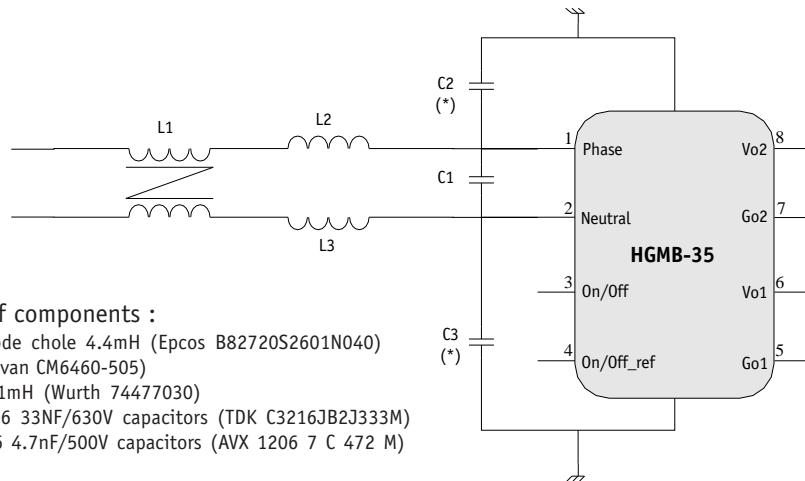 C2
(*)
L1
L2
1
Phase
Vo2
8
C1
2
Neutral
Go2
7
L3
HGMB-35
3
On/Off
Vo1
6
f components :
C3
(*)
4
On/Off_ref
Go1
5
de chole 4.4mH (Epcos B82720S2601N040)
van CM6460-505)
1mH (Wurth 74477030)
6 33NF/630V capacitors (TDK C3216JB2J333M)
4.7nF/500V capacitors (AVX 1206 7 C 472 M)